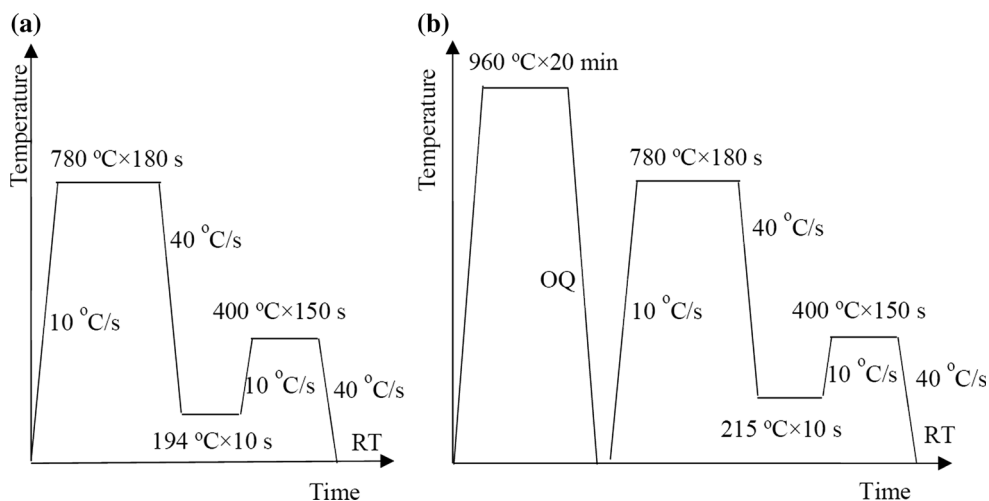 (a)
Temperature
780 °C×180 s
40 °C/s
10 °C/s
400 °C×150 s
10 °C/s
40 °C/s
194 °C×10 s
RT
Time
(b)
Temperature
960 °C×20 min
780 °C×180 s
40 °C/s
OQ
10 °C/s
400 °C×150 s
10 °C/s
40 °C/s
215 °C×10 s
RT
Time